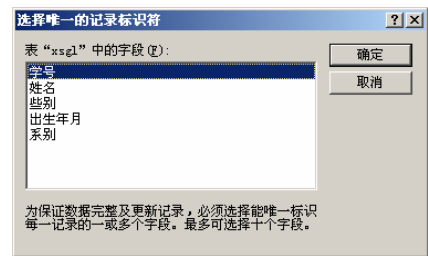 选择唯一的记录标识符
表“xsgl”中的字段(F):
确定
取消
学号
姓名
些别
出生年月
系别
为保证数据完整及更新记录，必须选择能唯一标识
每一记录的一或多个字段。最多可选择十个字段。